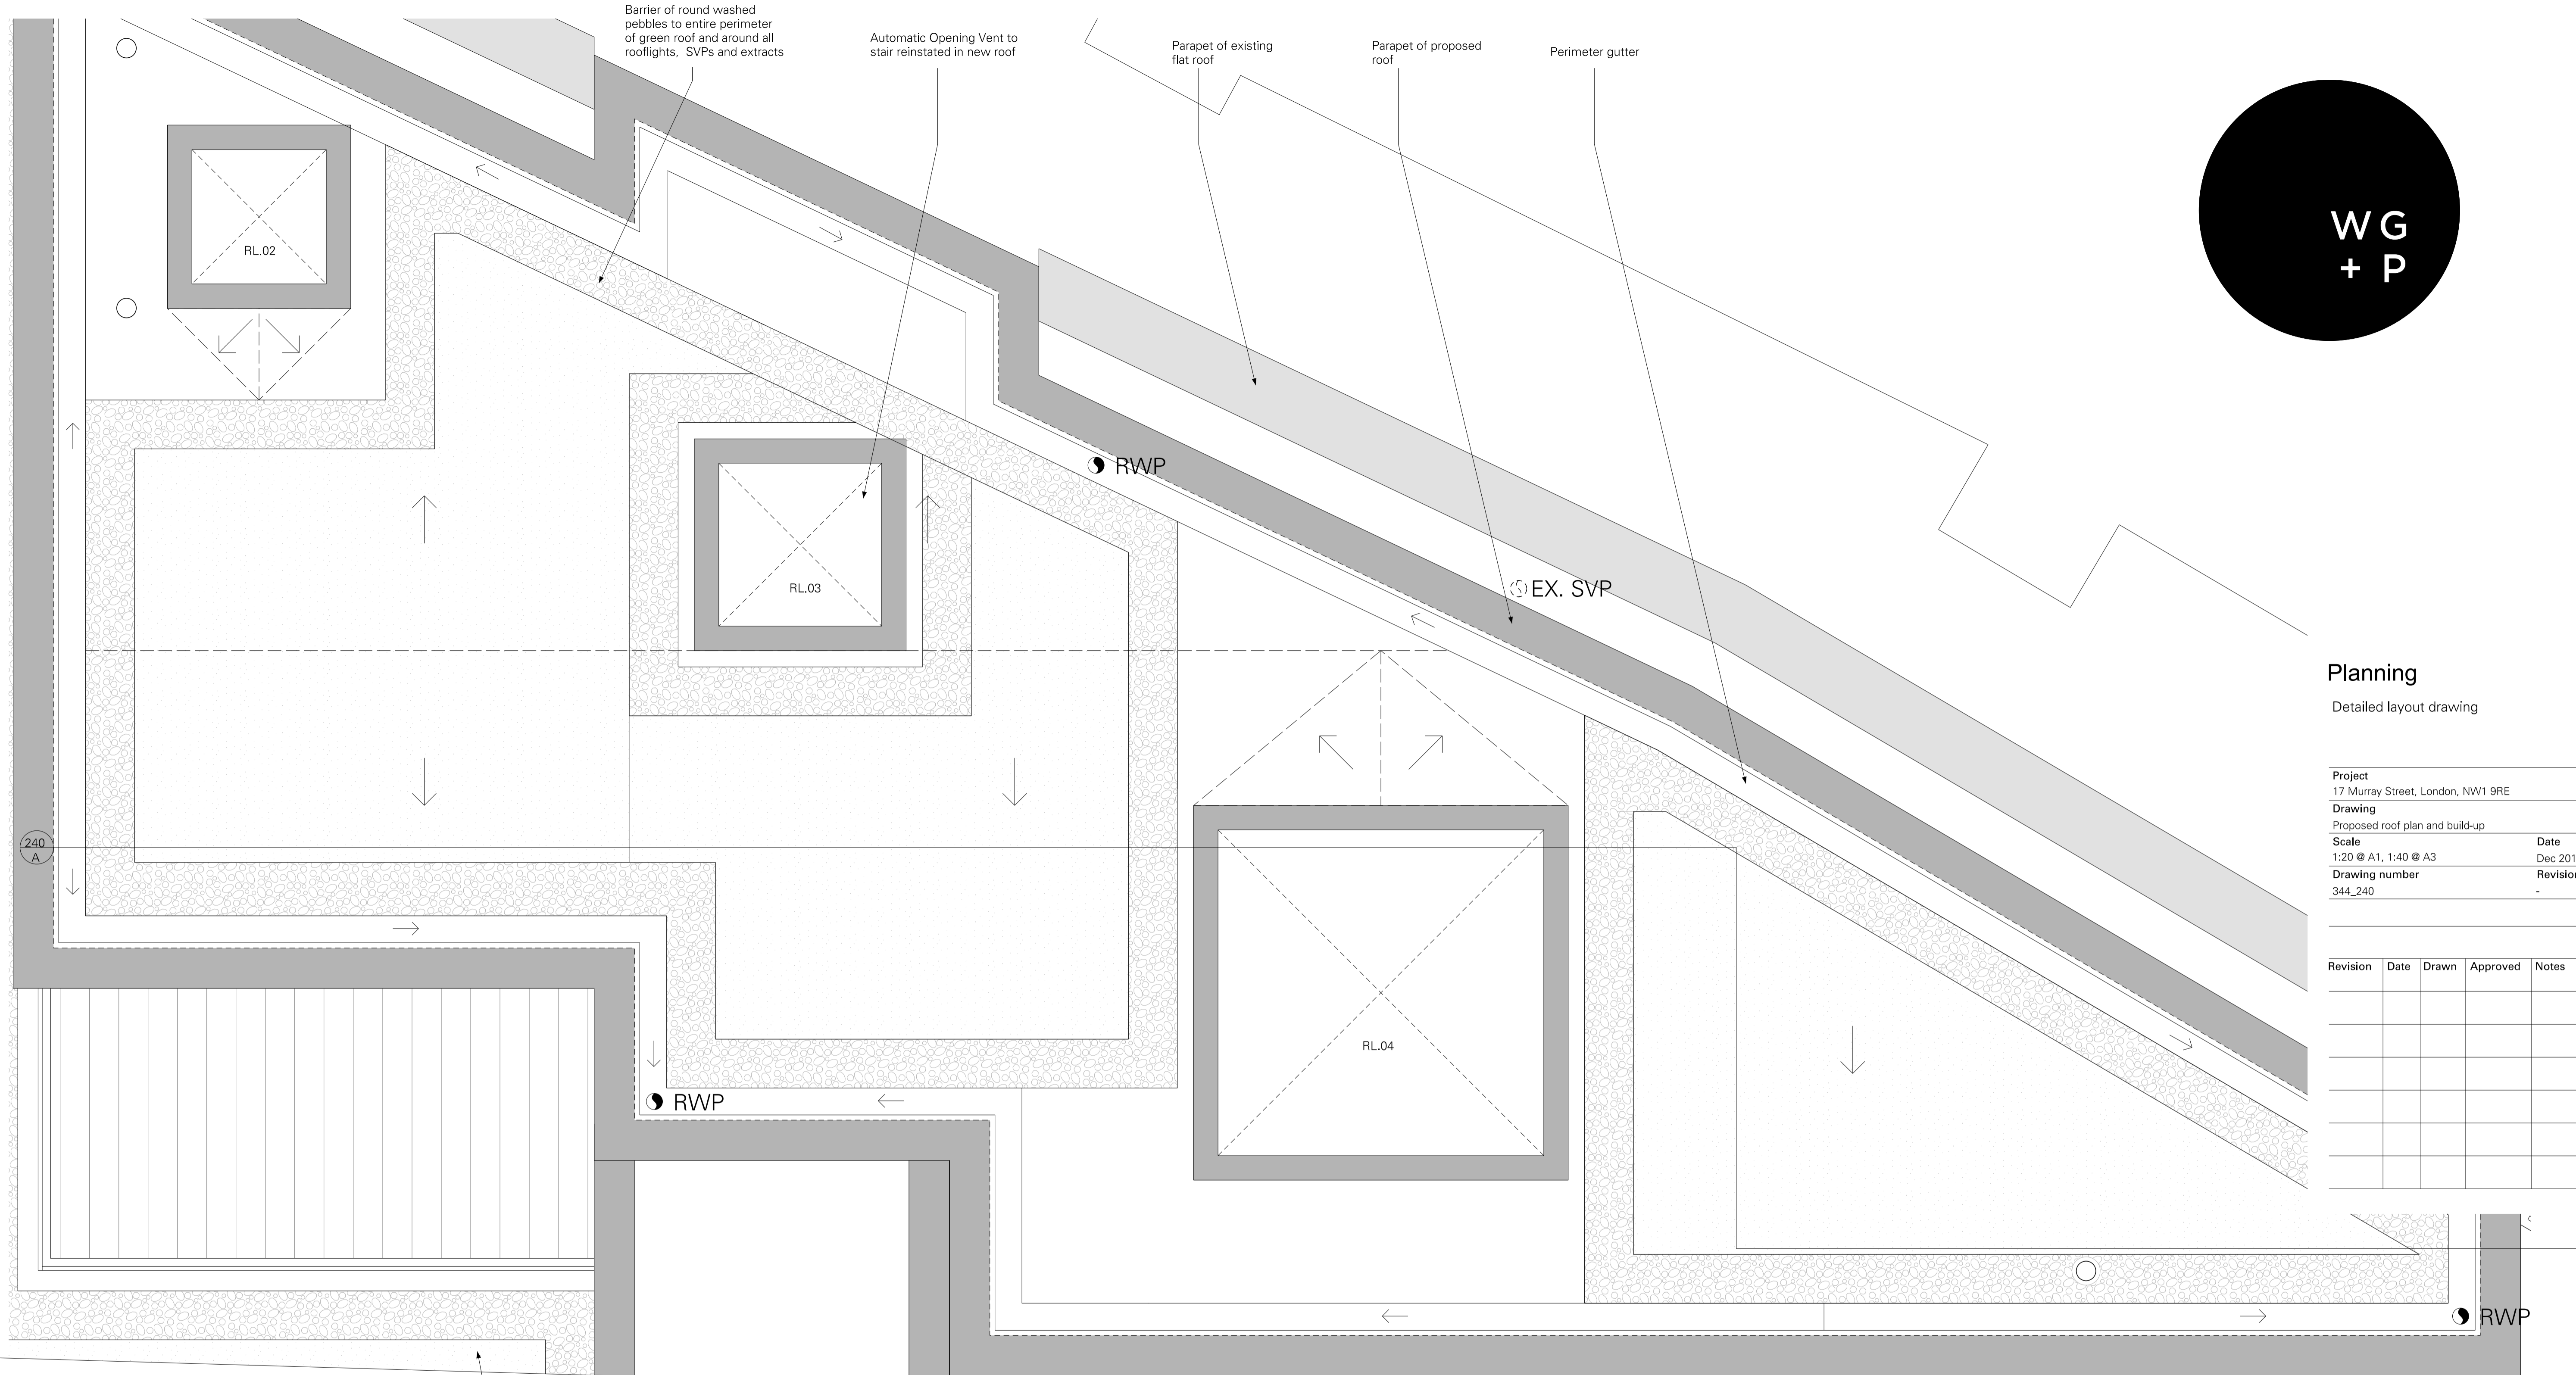 Barrier of round washed
pebbles to entire perimeter
of green roof and around all
rooflights, SVPs and extracts
Automatic Opening Vent to
stair reinstated in new roof
Parapet of existing
flat roof
Parapet of proposed
roof
Perimeter gutter
W G
+ P
RL.02
RWP
RL.03
EX. SVP
Planning
Detailed layout drawing
Project
17 Murray Street, London, NW1 9RE
Drawing
Proposed roof plan and build-up
Scale
Date
1:20 @ A1, 1:40 @ A3
Dec 201
Drawing number
Revision
344_240
-
240
A
Revision
Date
Drawn
Approved
Notes
RL.04
RWP
RWP